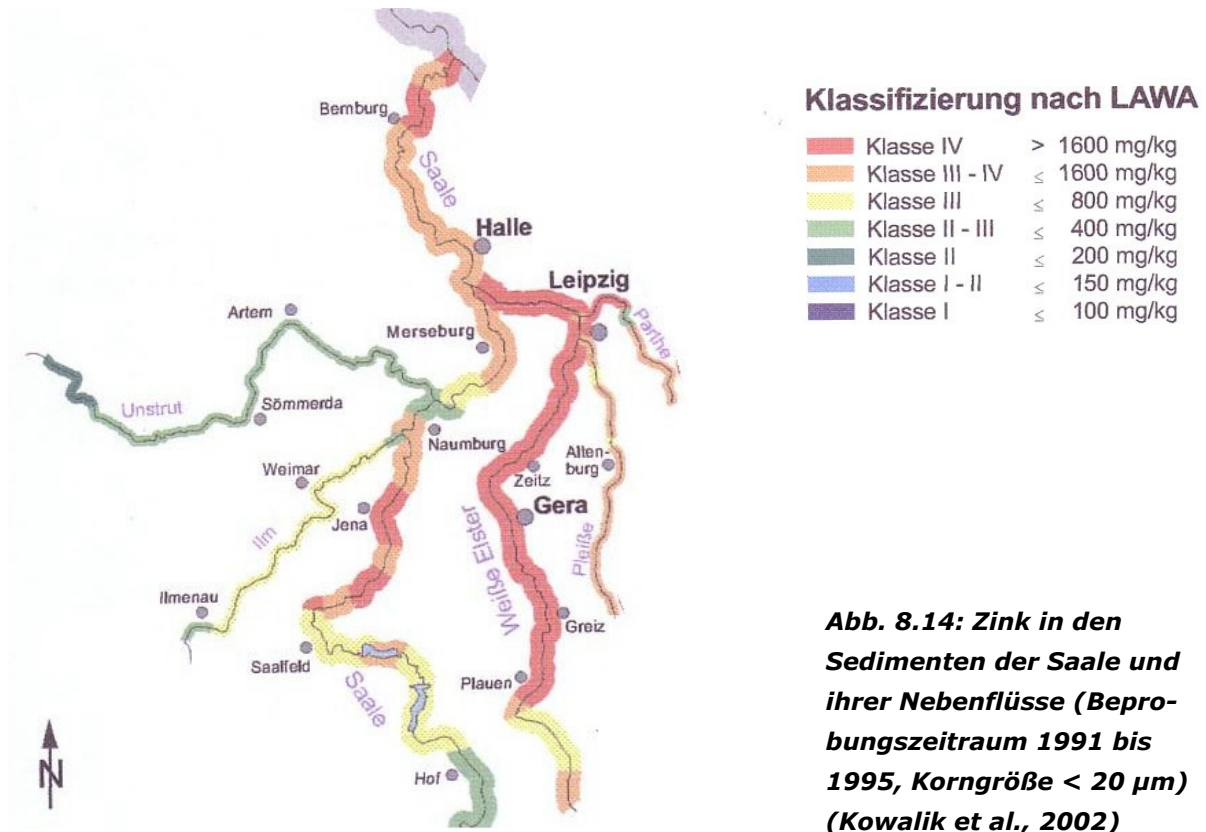 Bernburg
Saale
Halle
Leipzig
Parthe
Artern
Merseburg
Unstrut
Sömmerda
Naumburg
Weimar
Alten-
burg
Zeitz
Jena
Gera
Ilm
Weiße Elster
Pleiße
Ilmenau
Greiz
Saalfeld
Saale
Plauen
Hof
N
Klassifizierung nach LAWA
Klasse IV > 1600 mg/kg
Klasse III - IV ≤ 1600 mg/kg
Klasse III ≤ 800 mg/kg
Klasse II - III ≤ 400 mg/kg
Klasse II ≤ 200 mg/kg
Klasse I - II ≤ 150 mg/kg
Klasse I ≤ 100 mg/kg
Abb. 8.14: Zink in den
Sedimenten der Saale und
ihrer Nebenflüsse (Bepro-
bungszeitraum 1991 bis
1995, Korngröße < 20 µm)
(Kowalik et al., 2002)